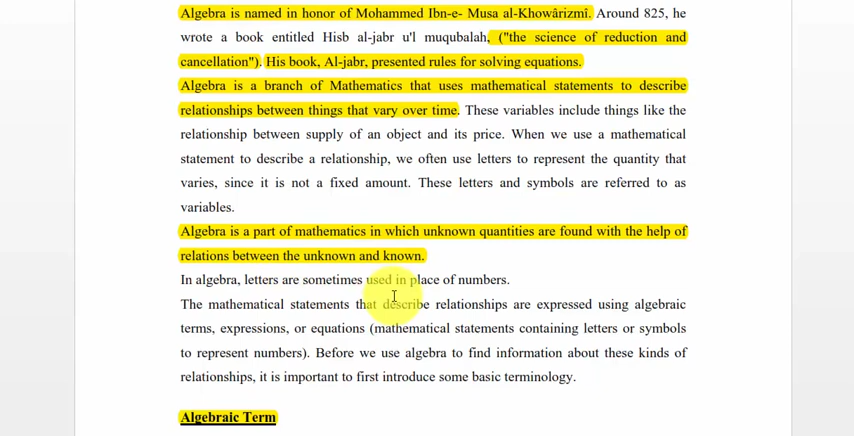 Algebra is named in honor of Mohammed Ibn-e- Musa al-Khowârizmî. Around 825, he
wrote a book entitled Hisb al-jabr u'l muqubalah, ("the science of reduction and
cancellation"). His book, Al-jabr, presented rules for solving equations.
Algebra is a branch of Mathematics that uses mathematical statements to describe
relationships between things that vary over time. These variables include things like the
relationship between supply of an object and its price. When we use a mathematical
statement to describe a relationship, we often use letters to represent the quantity that
varies, since it is not a fixed amount. These letters and symbols are referred to as
variables.
Algebra is a part of mathematics in which unknown quantities are found with the help of
relations between the unknown and known.
In algebra, letters are sometimes used in place of numbers.
The mathematical statements that describe relationships are expressed using algebraic
terms, expressions, or equations (mathematical statements containing letters or symbols
to represent numbers). Before we use algebra to find information about these kinds of
relationships, it is important to first introduce some basic terminology.
Algebraic Term